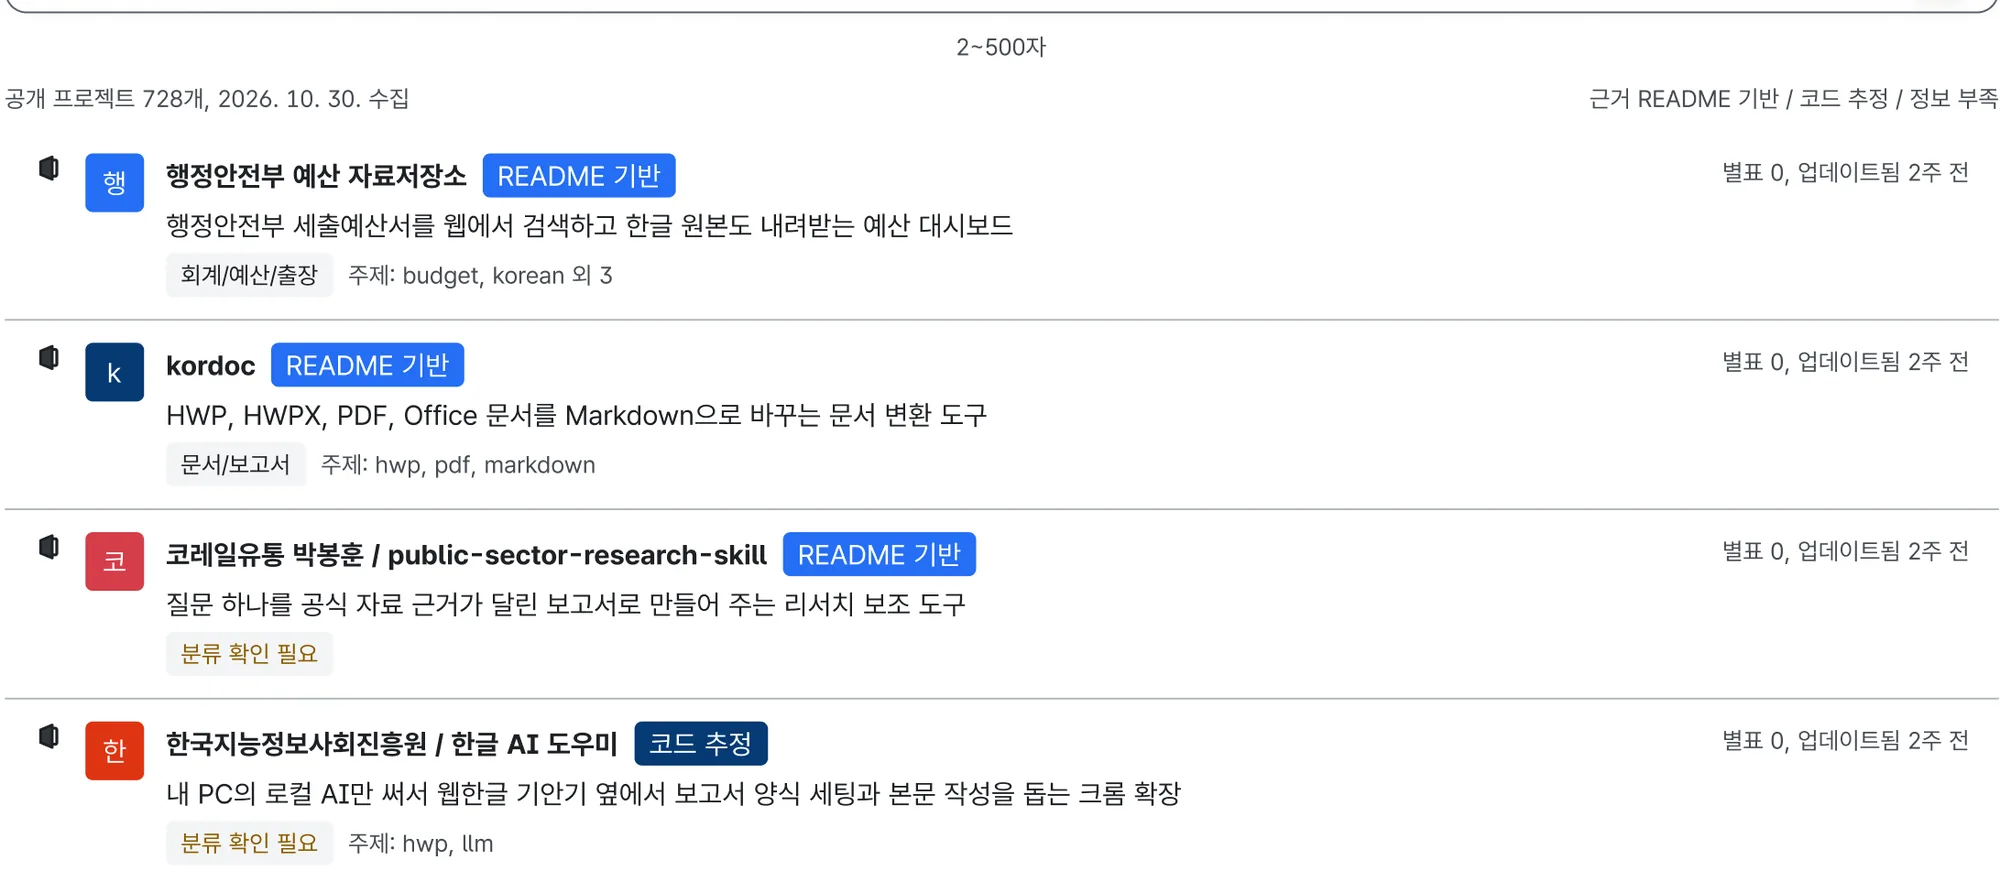 2~500자
공개 프로젝트 728개, 2026. 10. 30. 수집
근거 README 기반 / 코드 추정 / 정보 부족
행
행정안전부 예산 자료저장소 README 기반
별표 0, 업데이트됨 2주 전
행정안전부 세출예산서를 웹에서 검색하고 한글 원본도 내려받는 예산 대시보드
회계/예산/출장 주제: budget, korean 외 3
k
kordoc README 기반
별표 0, 업데이트됨 2주 전
HWP, HWPX, PDF, Office 문서를 Markdown으로 바꾸는 문서 변환 도구
문서/보고서 주제: hwp, pdf, markdown
코
코레일유통 박봉훈 / public-sector-research-skill README 기반
별표 0, 업데이트됨 2주 전
질문 하나를 공식 자료 근거가 달린 보고서로 만들어 주는 리서치 보조 도구
분류 확인 필요
한
한국지능정보사회진흥원 / 한글 AI 도우미 코드 추정
별표 0, 업데이트됨 2주 전
내 PC의 로컬 AI만 써서 웹한글 기안기 옆에서 보고서 양식 세팅과 본문 작성을 돕는 크롬 확장
분류 확인 필요 주제: hwp, llm